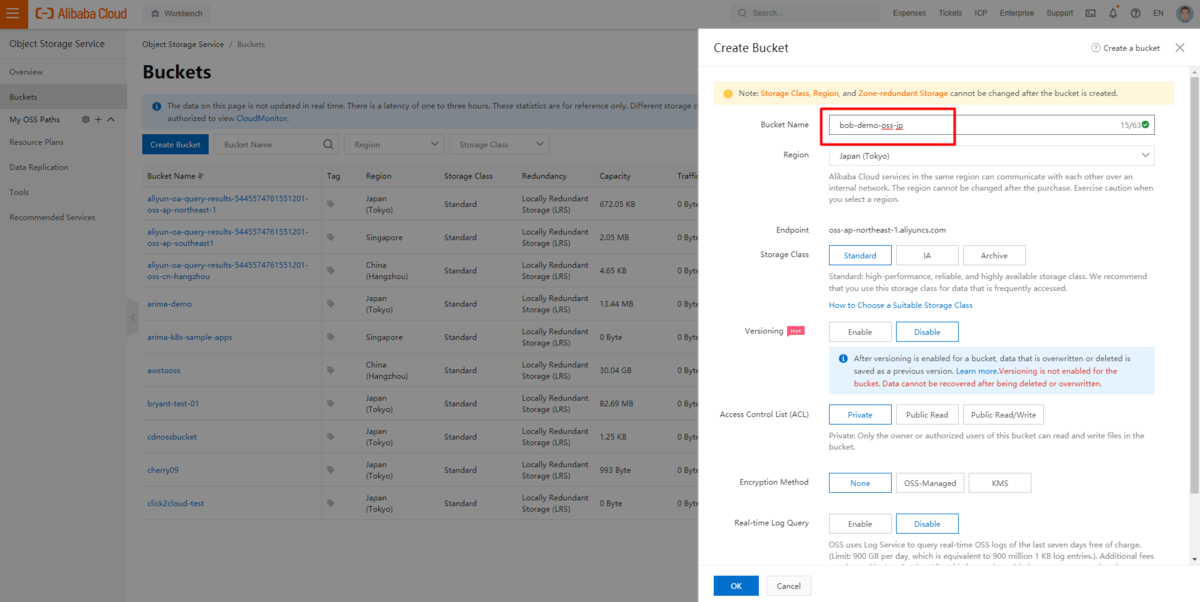 Alibaba Cloud
Workbench
Search...
Expenses Tickets ICP Enterprise Support EN
Object Storage Service
Overview
Buckets
My OSS Paths
Resource Plans
Data Replication
Tools
Recommended Services
Object Storage Service / Buckets
Buckets
The data on this page is not updated in real time. There is a latency of one to three hours. These statistics are for reference only. Different storage c
authorized to view CloudMonitor.
Create Bucket Bucket Name Region Storage Class
Bucket Name Tag Region Storage Class Redundancy Capacity Traffic
aliyun-oa-query-results-5445574761551201-
oss-ap-northeast-1
Japan
(Tokyo)
Standard
Locally Redundant
Storage (LRS)
672.05 KB
0 Byte
aliyun-oa-query-results-5445574761551201-
oss-ap-southeast1
Singapore
Standard
Locally Redundant
Storage (LRS)
2.05 MB
0 Byte
aliyun-oa-query-results-5445574761551201-
oss-cn-hangzhou
China
(Hangzhou)
Standard
Locally Redundant
Storage (LRS)
4.65 KB
0 Byte
arima-demo
Japan
(Tokyo)
Standard
Locally Redundant
Storage (LRS)
13.44 MB
0 Byte
arima-k8s-sample-apps
Singapore
Standard
Locally Redundant
Storage (LRS)
0 Byte
0 Byte
awstooss
China
(Hangzhou)
Standard
Locally Redundant
Storage (LRS)
30.04 GB
0 Byte
bryant-test-01
Japan
(Tokyo)
Standard
Locally Redundant
Storage (LRS)
82.69 MB
0 Byte
cdnossbucket
Japan
(Tokyo)
Standard
Locally Redundant
Storage (LRS)
1.25 KB
0 Byte
cherry09
Japan
(Tokyo)
Standard
Locally Redundant
Storage (LRS)
993 Byte
0 Byte
click2cloud-test
Japan
(Tokyo)
Standard
Locally Redundant
Storage (LRS)
0 Byte
0 Byte
Create Bucket
Create a bucket
Note: Storage Class, Region, and Zone-redundant Storage cannot be changed after the bucket is created.
Bucket Name bob-demo-oss-jp 15/63
Region Japan (Tokyo)
Alibaba Cloud services in the same region can communicate with each other over an
internal network. The region cannot be changed after the purchase. Exercise caution when
you select a region.
Endpoint oss-ap-northeast-1.aliyuncs.com
Storage Class Standard IA Archive
Standard: high-performance, reliable, and highly available storage class. We recommend
that you use this storage class for data that is frequently accessed.
How to Choose a Suitable Storage Class
Versioning Hot Enable Disable
After versioning is enabled for a bucket, data that is overwritten or deleted is
saved as a previous version. Learn more.Versioning is not enabled for the
bucket. Data cannot be recovered after being deleted or overwritten.
Access Control List (ACL) Private Public Read Public Read/Write
Private: Only the owner or authorized users of this bucket can read and write files in the
bucket.
Encryption Method None OSS-Managed KMS
Real-time Log Query Enable Disable
OSS uses Log Service to query real-time OSS logs of the last seven days free of charge.
(Limit: 900 GB per day, which is equivalent to 900 million 1 KB log entries.). Additional fees
OK Cancel